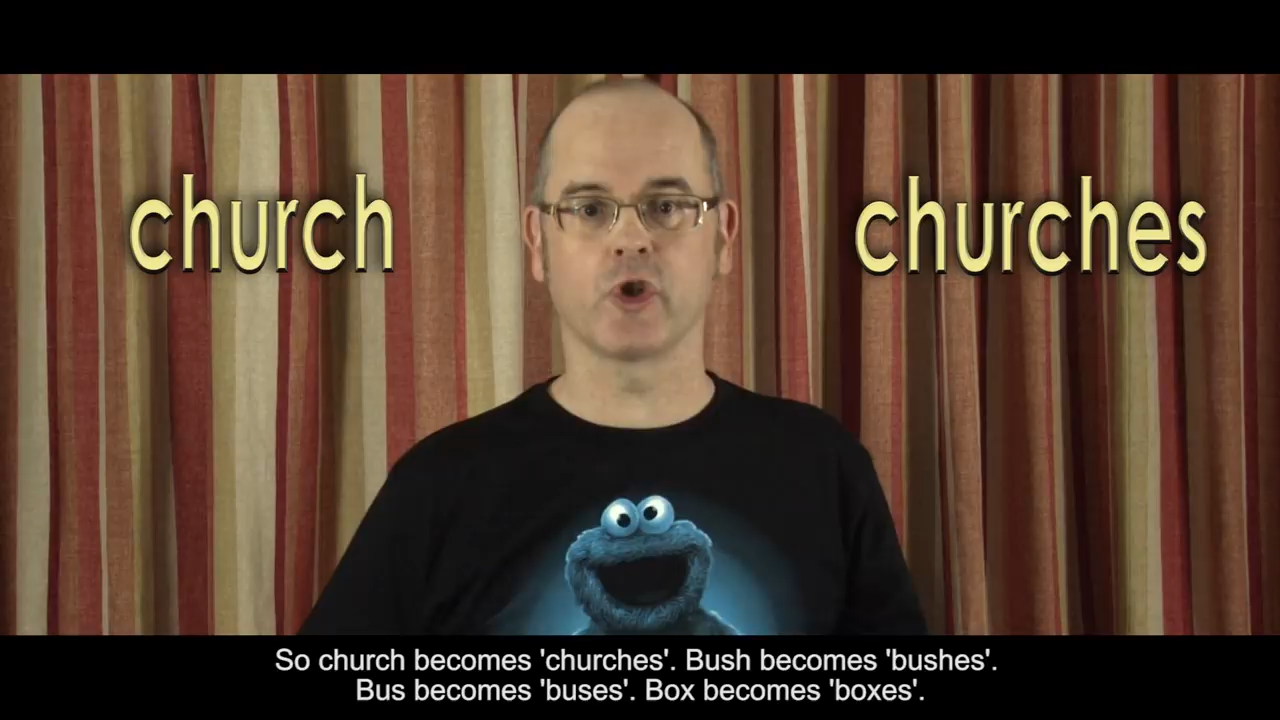 church
churches
So church becomes 'churches'. Bush becomes 'bushes'.
Bus becomes 'buses'. Box becomes 'boxes'.